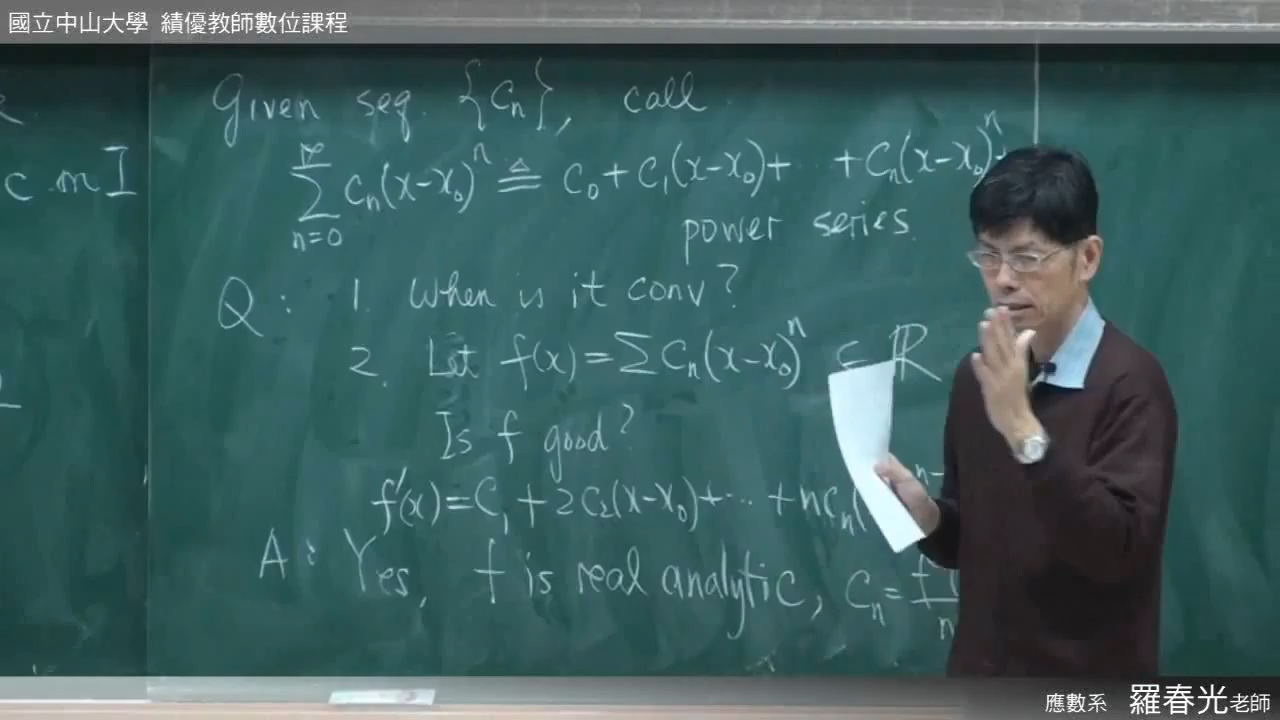 國立中山大學 績優教師數位課程
c mI
Given seq. {Cn}, call
∞
∑ Cn(x-x₀)ⁿ ≜ C₀+C₁(x-x₀)+ ⋯ +Cn(x-x₀)ⁿ+
n=0
power series.
Q: 1. When is it conv?
2. Let f(x)=∑Cn(x-x₀)ⁿ ℝ
Is f good?
f'(x)=C₁+2C₂(x-x₀)+⋯+nCn( n-
A: Yes, f is real analytic, Cn= f
n
應數系 羅春光老師